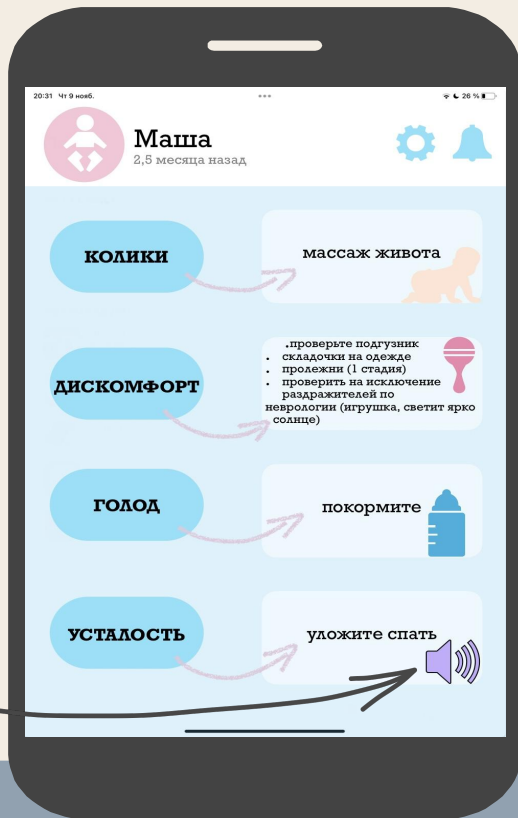 20:31 Чт 9 нояб.
26 %
Маша
2,5 месяца назад
КОЛИКИ
массаж живота
ДИСКОМФОРТ
.проверьте подгузник
. складочки на одежде
. пролежни (1 стадия)
. проверить на исключение
раздражителей по
неврологии (игрушка, светит ярко
солнце)
ГОЛОД
покормите
УСТАЛОСТЬ
уложите спать